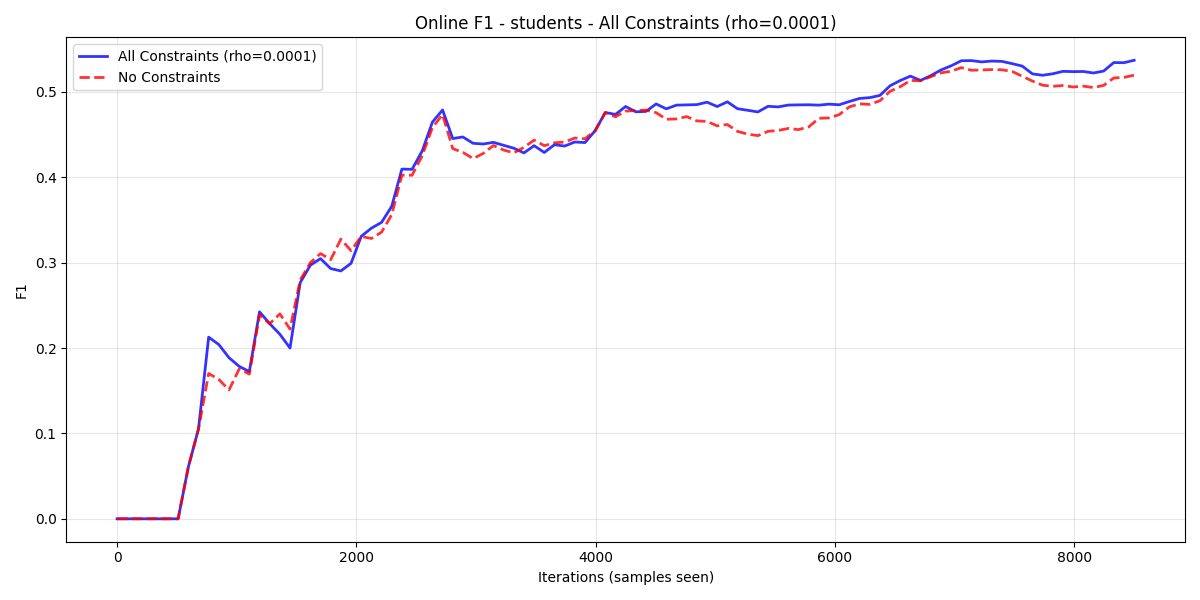 Online F1 - students - All Constraints (rho=0.0001)
All Constraints (rho=0.0001)
No Constraints
F1
0.5
0.4
0.3
0.2
0.1
0.0
0 2000 4000 6000 8000
Iterations (samples seen)